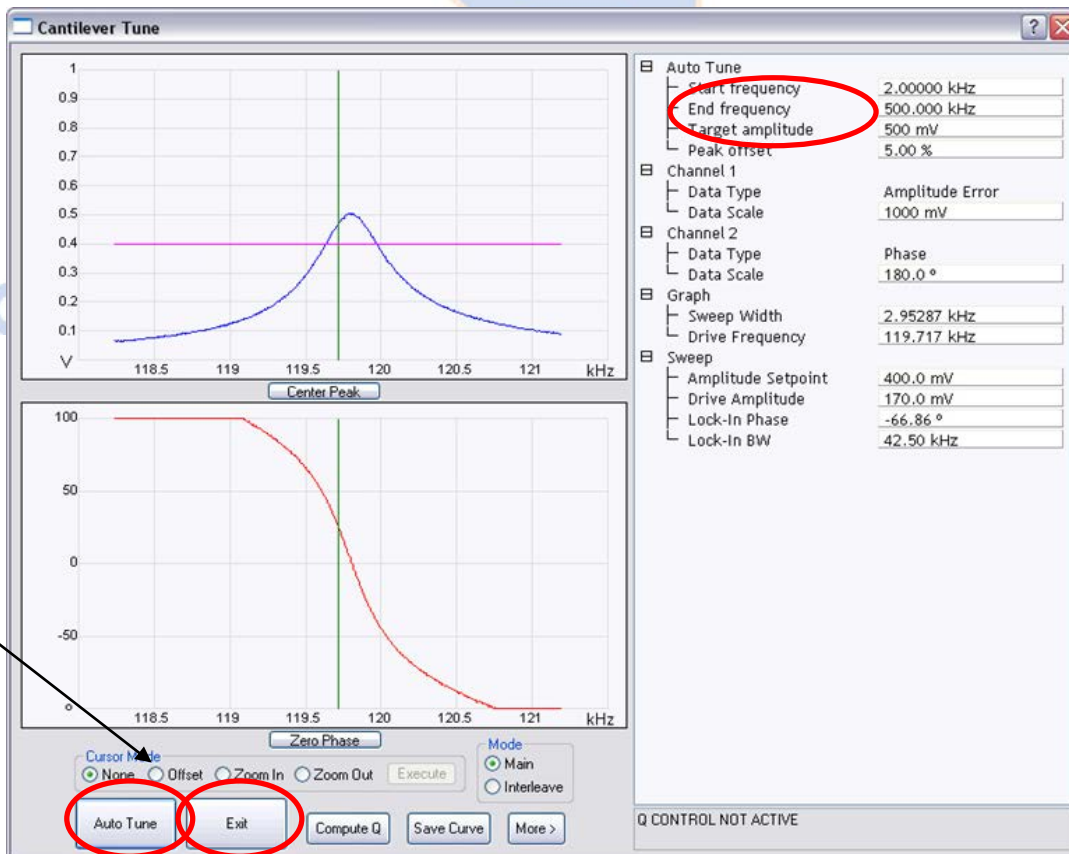 Cantilever Tune
1
0.9
0.8
0.7
0.6
0.5
0.4
0.3
0.2
0.1
V
118.5 119 119.5 120 120.5 121 kHz
Center Peak
100
50
0
-50
°
118.5 119 119.5 120 120.5 121 kHz
Zero Phase
Cursor Mode
None Offset Zoom In Zoom Out Execute
Mode
Main
Interleave
Auto Tune Exit Compute Q Save Curve More >
Auto Tune
Start frequency 2.00000 kHz
End frequency 500.000 kHz
Target amplitude 500 mV
Peak offset 5.00 %
Channel 1
Data Type Amplitude Error
Data Scale 1000 mV
Channel 2
Data Type Phase
Data Scale 180.0 °
Graph
Sweep Width 2.95287 kHz
Drive Frequency 119.717 kHz
Sweep
Amplitude Setpoint 400.0 mV
Drive Amplitude 170.0 mV
Lock-In Phase -66.86 °
Lock-In BW 42.50 kHz
Q CONTROL NOT ACTIVE